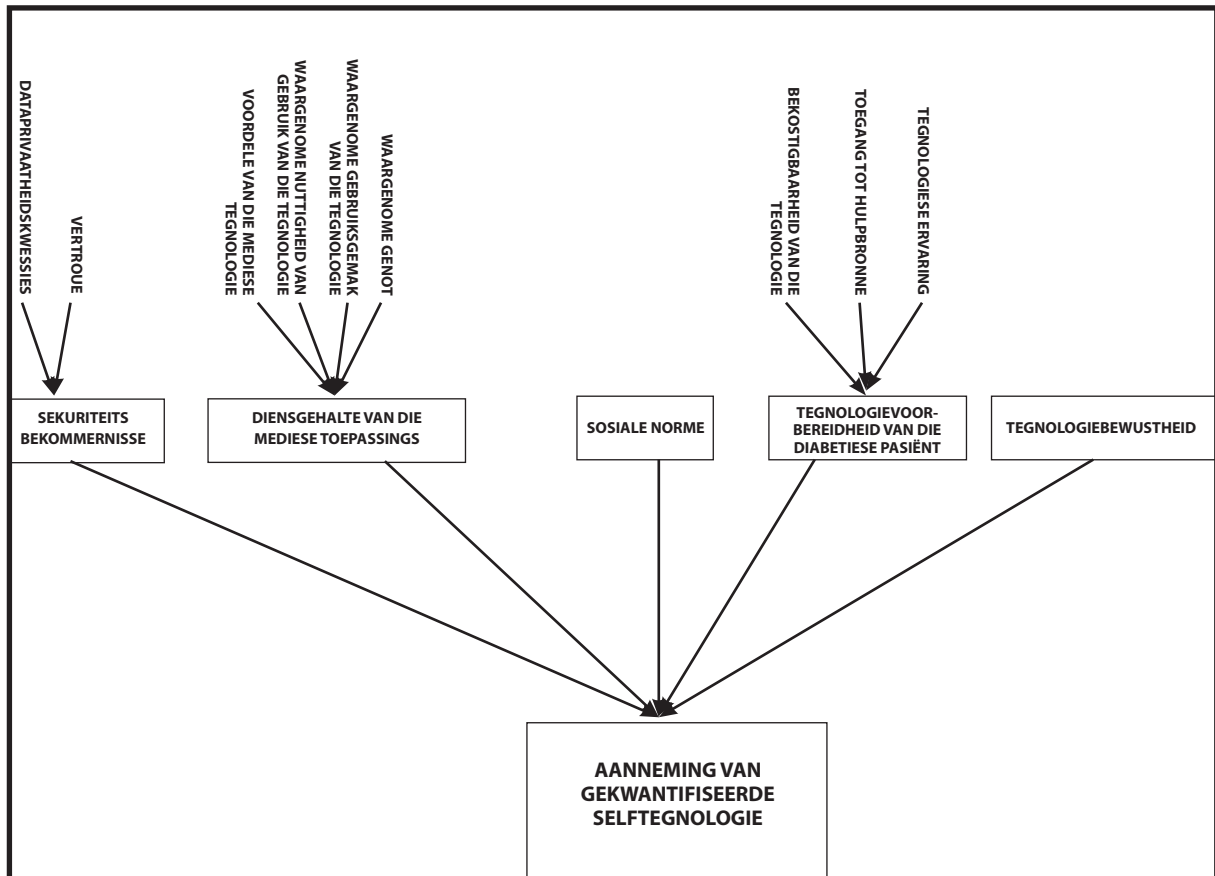 DATAPRIVAATHEIDSKWESSIES
VERTROUE
VOORDELE VAN DIE MEDIESE
TEGNOLOGIE
WAARGENOME NUTTIGHEID VAN
GEBRUIK VAN DIE TEGNOLOGIE
WAARGENOME GEBRUIKSGEMAK
VAN DIE TEGNOLOGIE
WAARGENOME GENOT
BEKOSTIGBAARHEID VAN DIE
TEGNOLOGIE
TOEGANG TOT HULPBRONNE
TEGNOLOGIESE ERVARING
SEKURITEITS
BEKOMMERNISSE
DIENSGEHALTE VAN DIE
MEDIESE TOEPASSINGS
SOSIALE NORME
TEGNOLOGIEVOOR-
BEREIDHEID VAN DIE
DIABETIESE PASIËNT
TEGNOLOGIEBEWUSTHEID
AANNEMING VAN
GEKWANTIFISEERDE
SELFTEGNOLOGIE